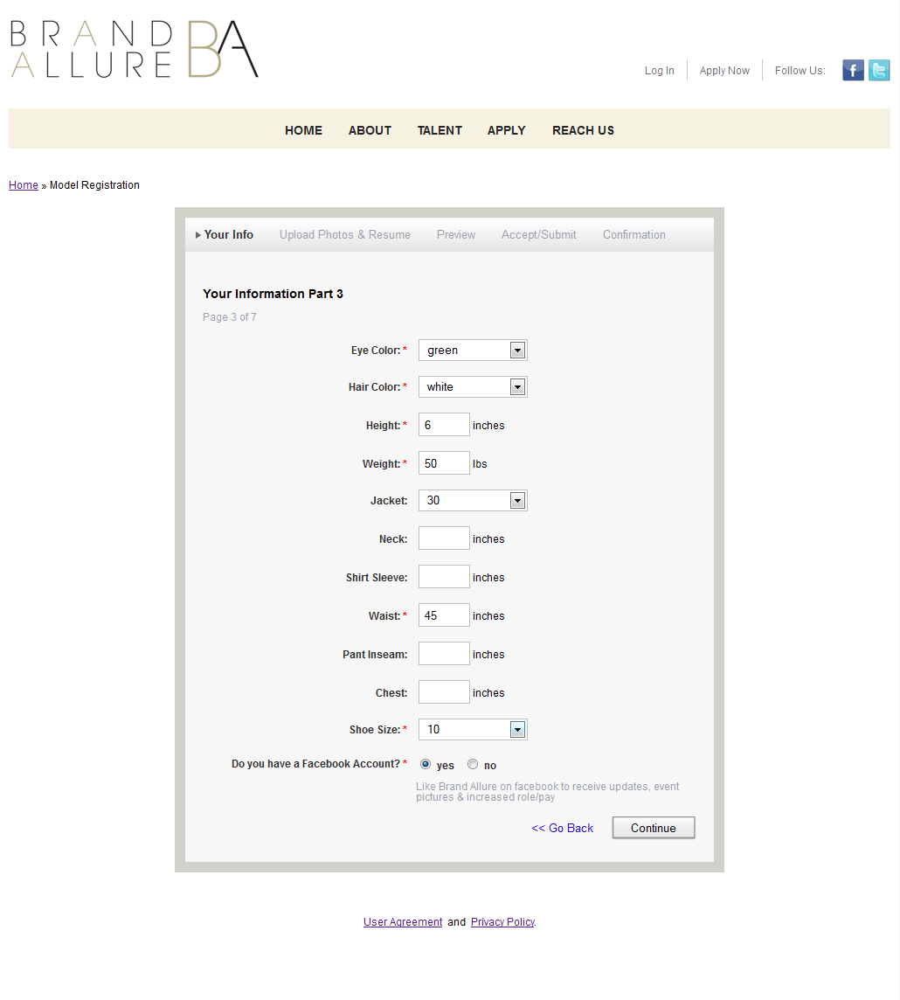 BRAND
ALLURE BA
Log In Apply Now Follow Us:
HOME ABOUT TALENT APPLY REACH US
Home » Model Registration
Your Info Upload Photos & Resume Preview Accept/Submit Confirmation
Your Information Part 3
Page 3 of 7
Eye Color: * green
Hair Color: * white
Height: * 6 inches
Weight: * 50 lbs
Jacket: 30
Neck: inches
Shirt Sleeve: inches
Waist: * 45 inches
Pant Inseam: inches
Chest: inches
Shoe Size: * 10
Do you have a Facebook Account? * yes no
Like Brand Allure on facebook to receive updates, event
pictures & increased role/pay
<< Go Back Continue
User Agreement and Privacy Policy.